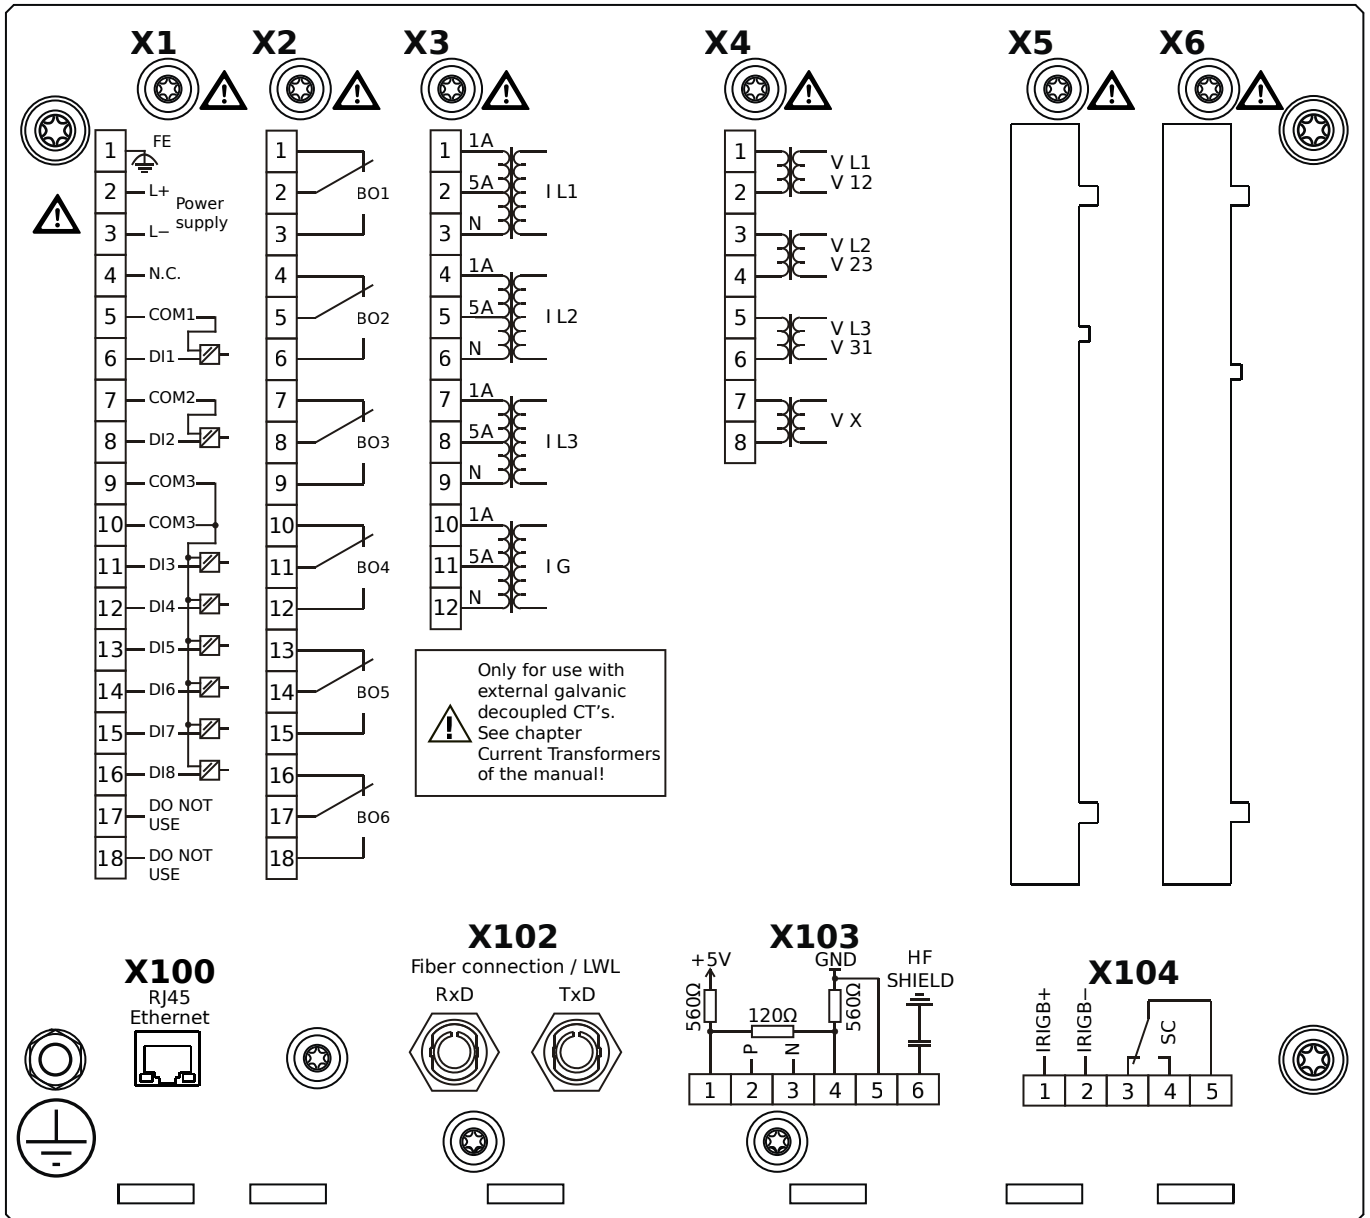 X1 X2 X3 X4 X5 X6
1 FE
2 L+
Power
supply
3 L−
4 N.C.
5 COM1
6 DI1
7 COM2
8 DI2
9 COM3
10 COM3
11 DI3
12 DI4
13 DI5
14 DI6
15 DI7
16 DI8
17 DO NOT
USE
18 DO NOT
USE
1
2 BO1
3
4
5 BO2
6
7
8 BO3
9
10
11 BO4
12
13
14 BO5
15
16
17 BO6
18
1 1A
2 5A I L1
3 N
4 1A
5 5A I L2
6 N
7 1A
8 5A I L3
9 N
10 1A
11 5A I G
12 N
Only for use with
external galvanic
decoupled CT's.
See chapter
Current Transformers
of the manual!
1 V L1
2 V 12
3 V L2
4 V 23
5 V L3
6 V 31
7 V X
8
X100
RJ45
Ethernet
X102
Fiber connection / LWL
RxD TxD
X103
+5V GND HF
SHIELD
560Ω 120Ω 560Ω
P N
1 2 3 4 5 6
X104
IRIGB+ IRIGB− SC
1 2 3 4 5